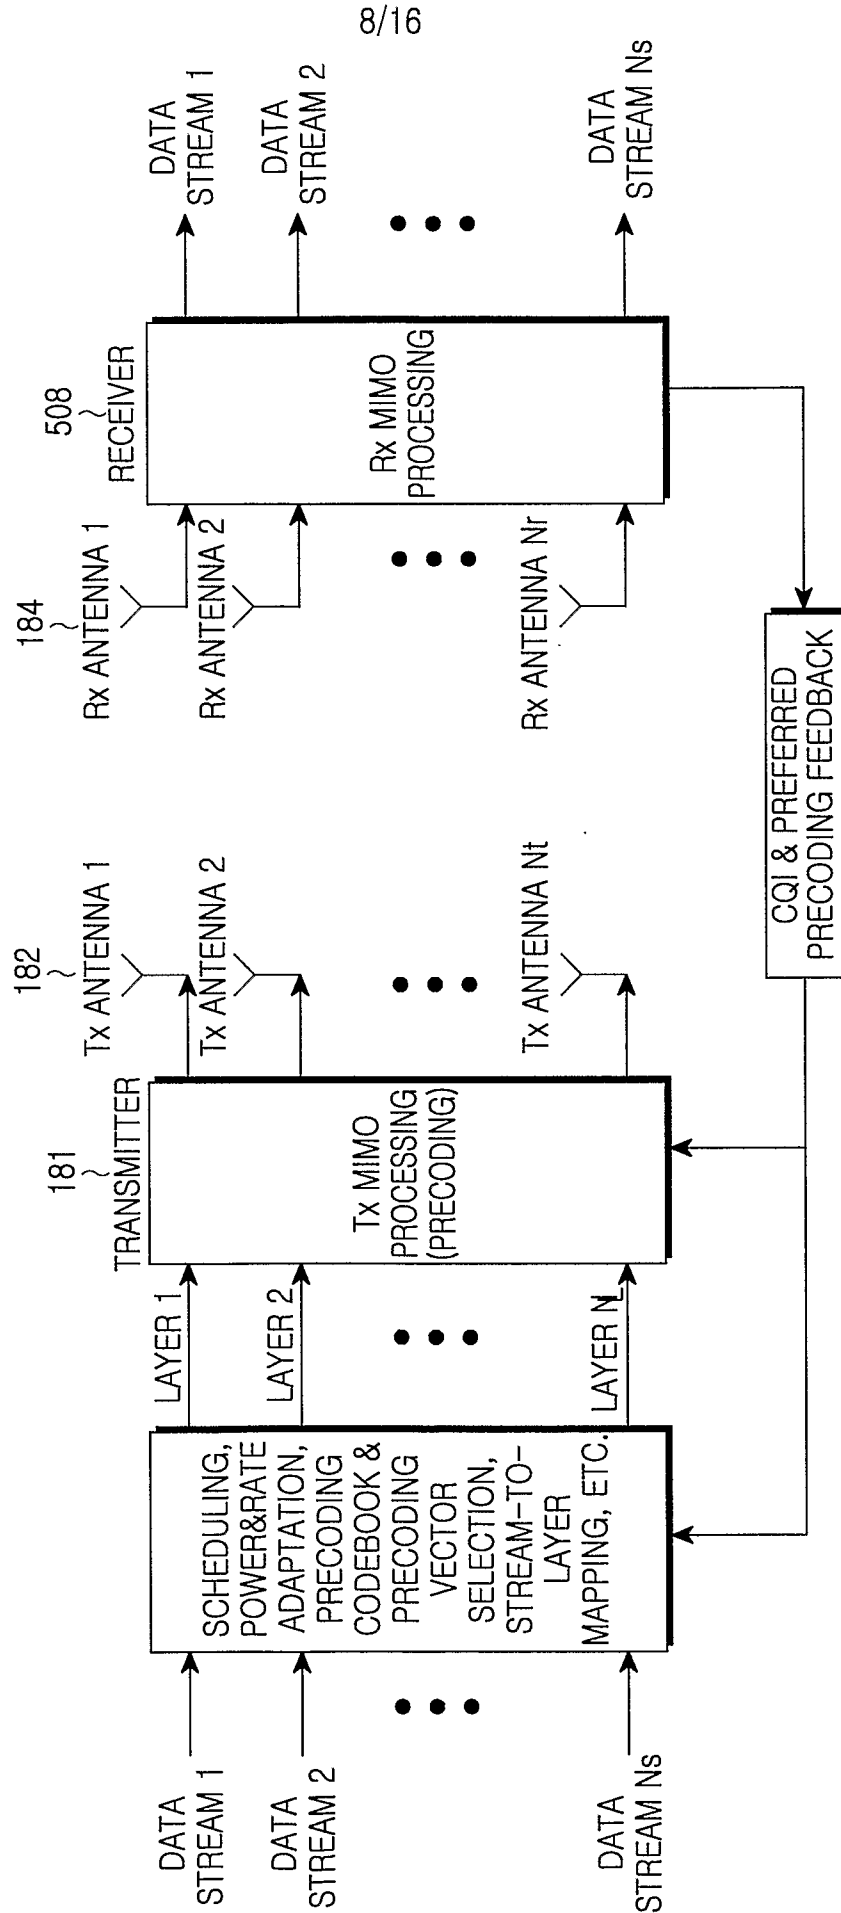 8/16
DATA
STREAM 1
DATA
STREAM 2
DATA
STREAM Ns
SCHEDULING,
POWER&RATE
ADAPTATION,
PRECODING
CODEBOOK &
PRECODING
VECTOR
SELECTION,
STREAM-TO-
LAYER
MAPPING, ETC.
LAYER 1
LAYER 2
LAYER NL
181
TRANSMITTER
Tx MIMO
PROCESSING
(PRECODING)
182
Tx ANTENNA 1
Tx ANTENNA 2
Tx ANTENNA Nt
184
Rx ANTENNA 1
Rx ANTENNA 2
Rx ANTENNA Nr
508
RECEIVER
Rx MIMO
PROCESSING
DATA
STREAM 1
DATA
STREAM 2
DATA
STREAM Ns
CQI & PREFERRED
PRECODING FEEDBACK